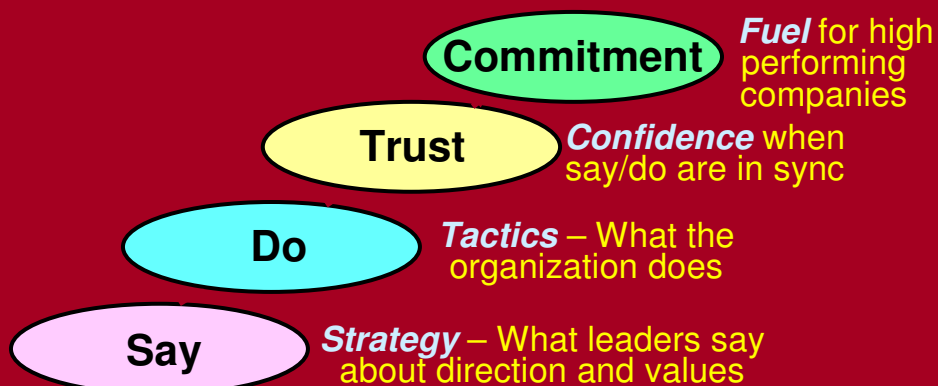 Commitment
Fuel for high
performing
companies
Trust
Confidence when
say/do are in sync
Do
Tactics – What the
organization does
Say
Strategy – What leaders say
about direction and values